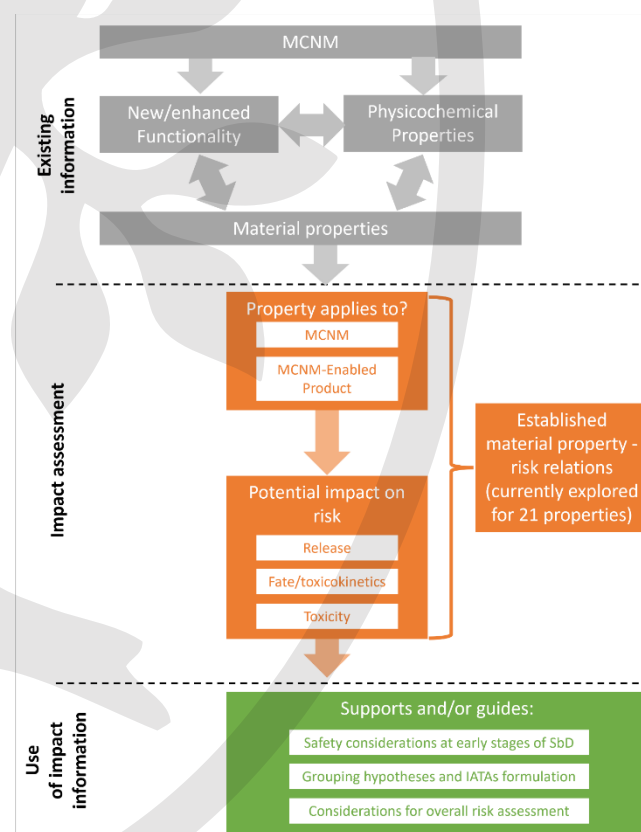 MCNM
New/enhanced
Functionality
Physicochemical
Properties
Material properties
Existing
information
Property applies to?
MCNM
MCNM-Enabled
Product
Potential impact on
risk
Release
Fate/toxicokinetics
Toxicity
Impact assessment
Established
material property -
risk relations
(currently explored
for 21 properties)
Supports and/or guides:
Safety considerations at early stages of SbD
Grouping hypotheses and IATAs formulation
Considerations for overall risk assessment
Use
of impact
information